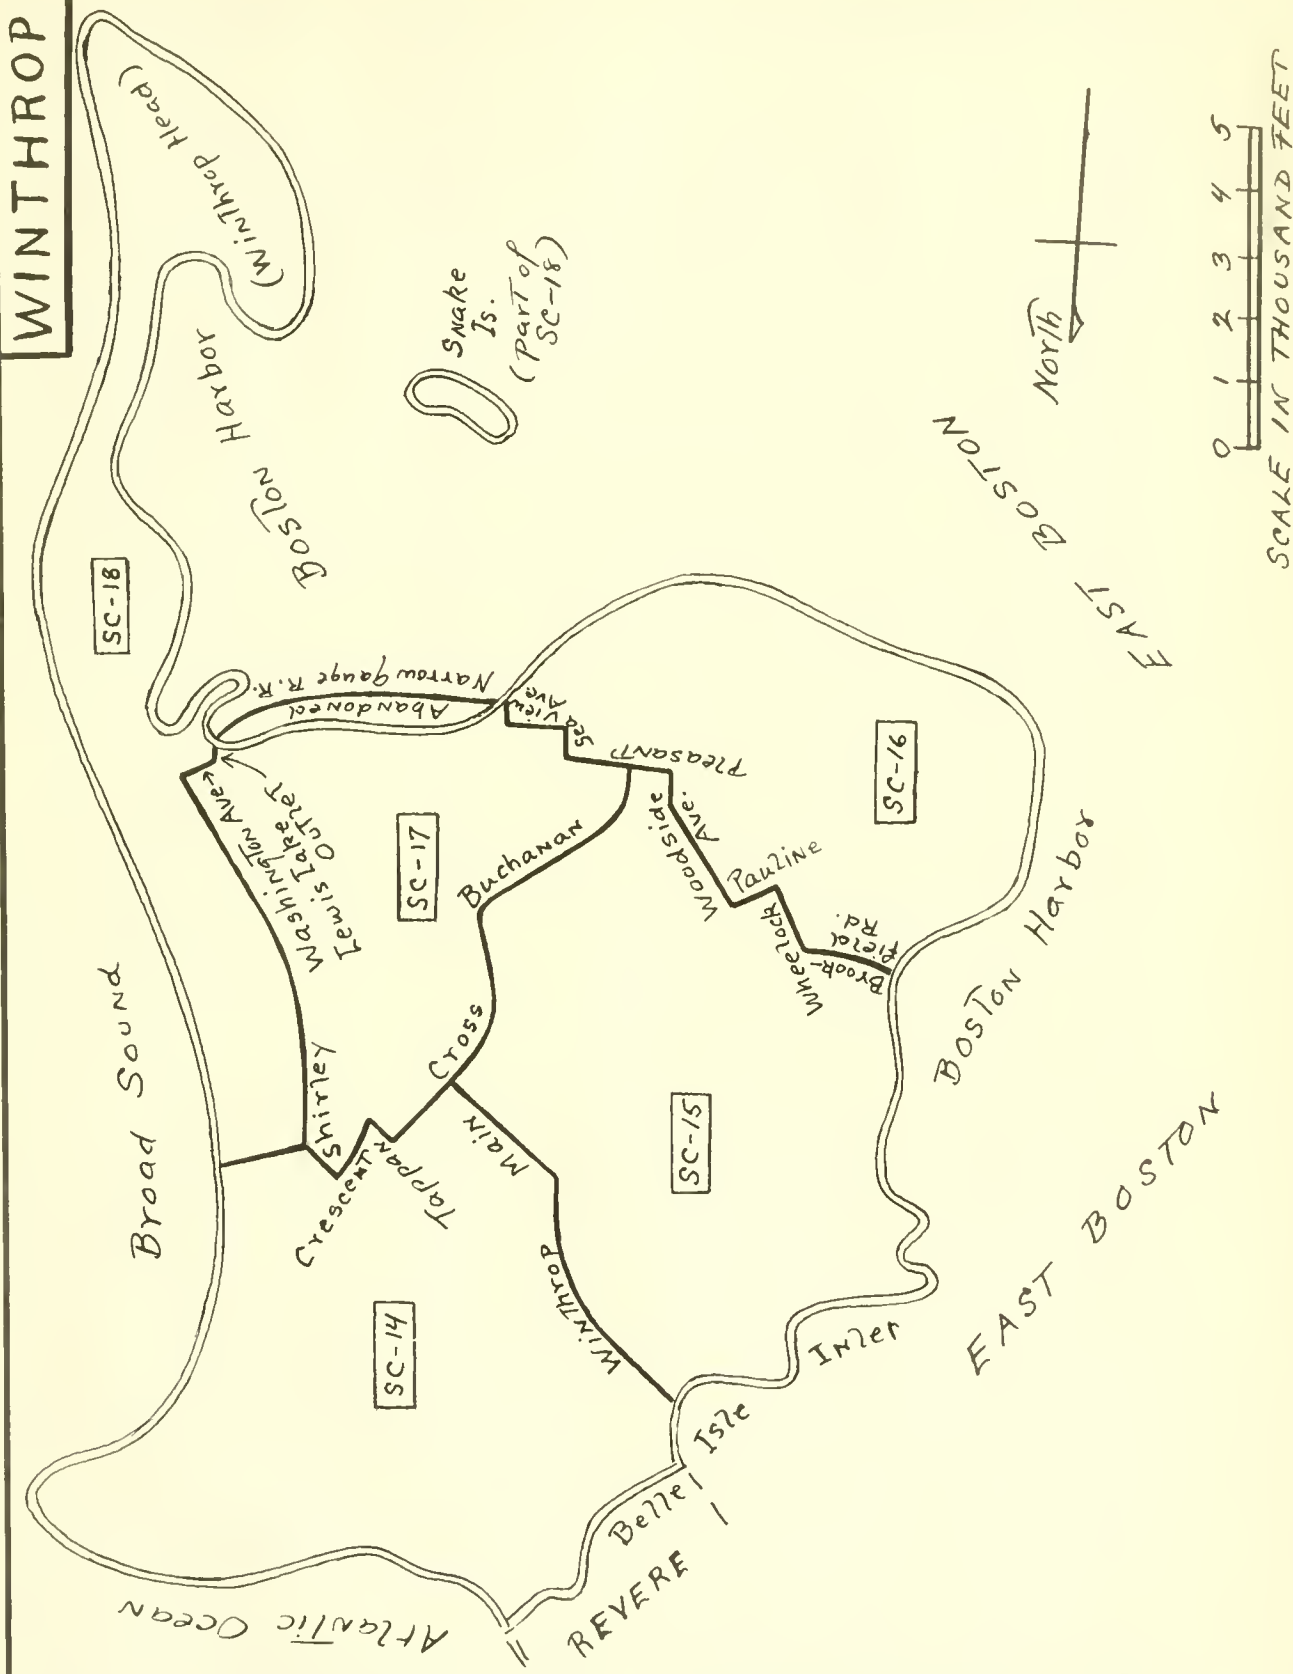 WINTHROP
(Winthrop Head)
Snake
Is.
(part of
SC-18)
Boston Harbor
SC-18
Broad Sound
Atlantic Ocean
Narrow gauge R.R.
Abandoned
Sea View
Ave.
Washington Ave→
Lewis Lake
Outlet
SC-17
Buchanan
Pleasant
Woodside
Ave.
Pauline
Wheelock
Brook-
field
Rd.
SC-16
Shirley
Crescent
Tappan
Cross
Main
Winthrop
SC-14
SC-15
Boston Harbor
Belle
Isle
Inlet
REVERE
EAST BOSTON
EAST BOSTON
North
0 1 2 3 4 5
SCALE IN THOUSAND FEET